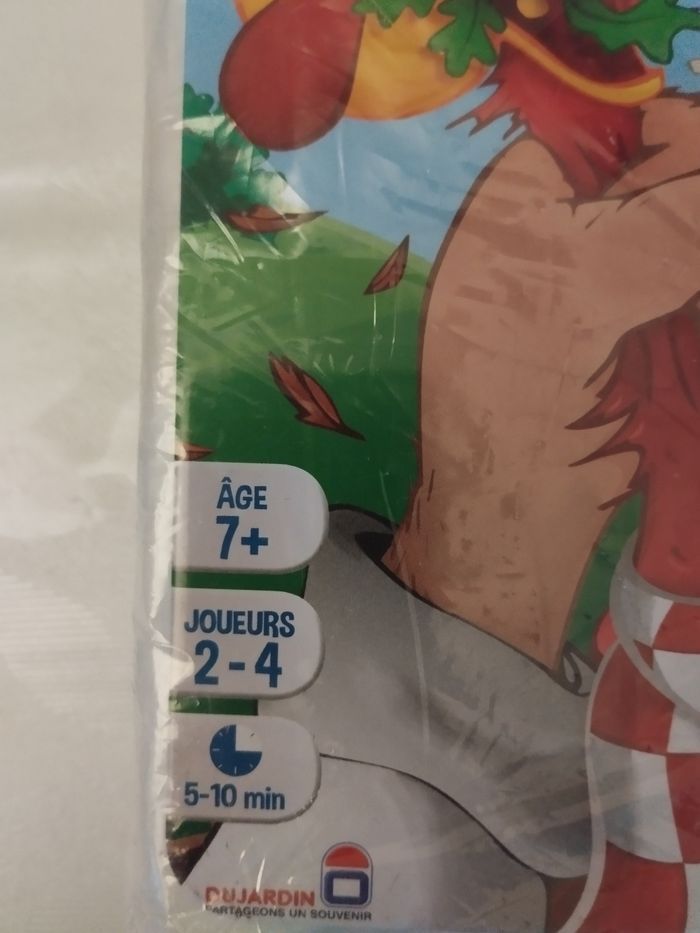 ÂGE
7+
JOUEURS
2 - 4
5-10 min
DUJARDIN
PARTAGEONS UN SOUVENIR